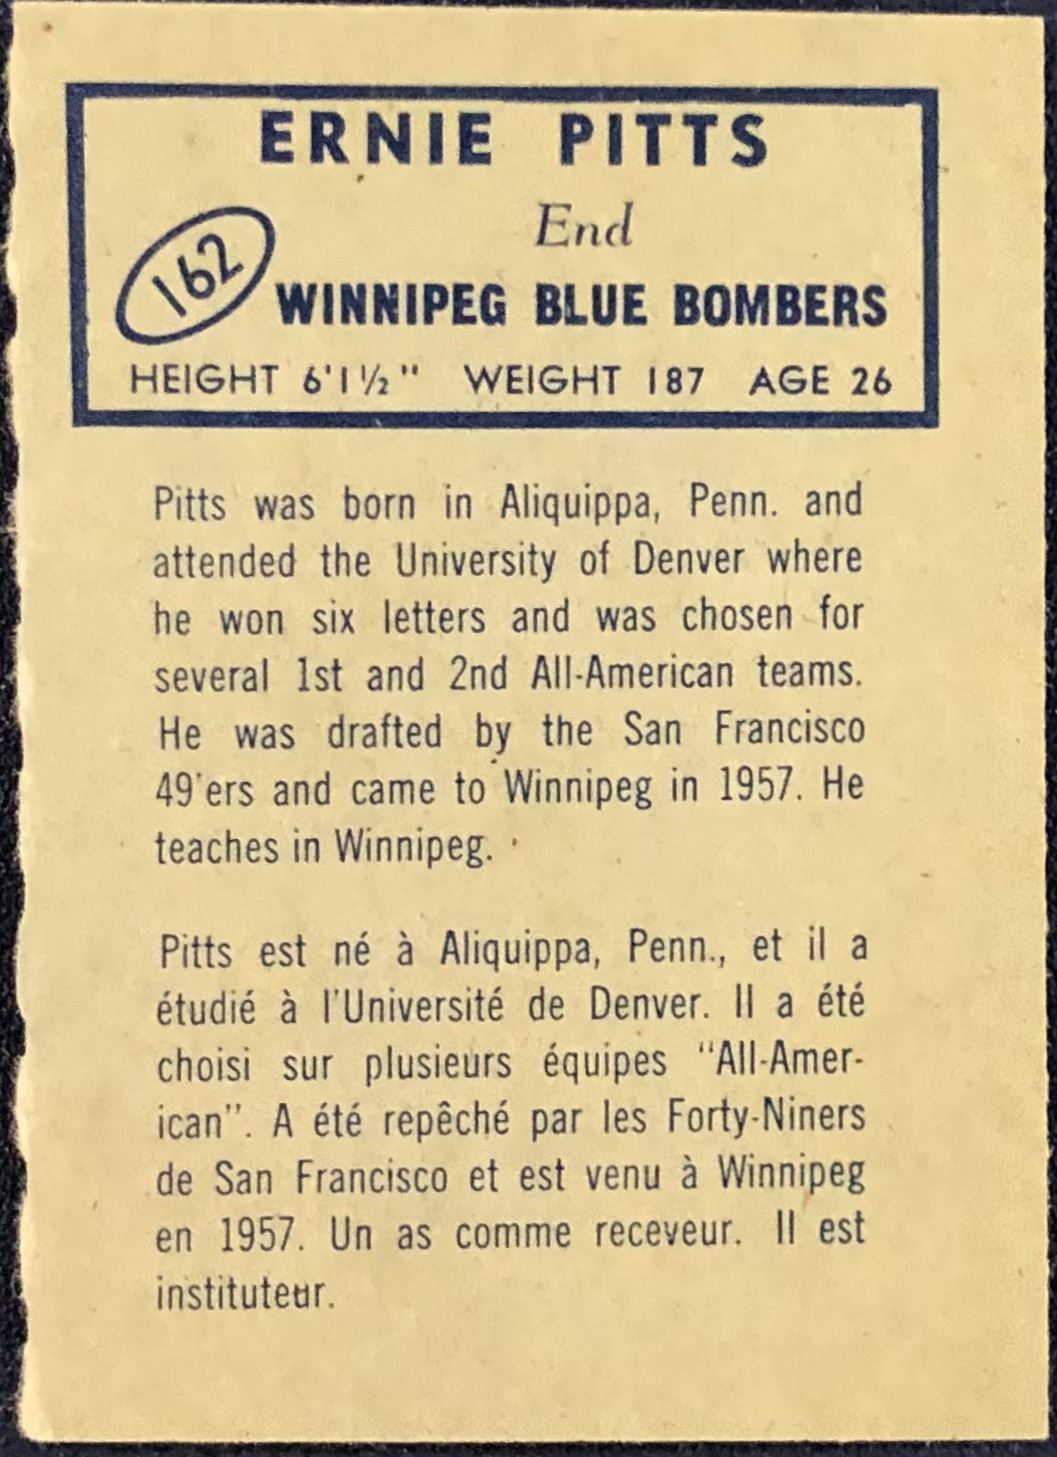 ERNIE PITTS
End
162
WINNIPEG BLUE BOMBERS
HEIGHT 6'1½" WEIGHT 187 AGE 26
Pitts was born in Aliquippa, Penn. and
attended the University of Denver where
he won six letters and was chosen for
several 1st and 2nd All-American teams.
He was drafted by the San Francisco
49'ers and came to Winnipeg in 1957. He
teaches in Winnipeg.
Pitts est né à Aliquippa, Penn., et il a
étudié à l'Université de Denver. Il a été
choisi sur plusieurs équipes "All-Amer-
ican". A été repêché par les Forty-Niners
de San Francisco et est venu à Winnipeg
en 1957. Un as comme receveur. Il est
instituteur.